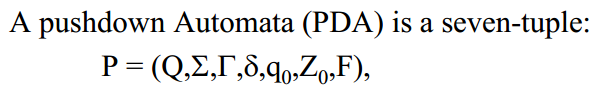 A pushdown Automata (PDA) is a seven-tuple:
P = (Q,Σ,Γ,δ,q₀,Z₀,F),